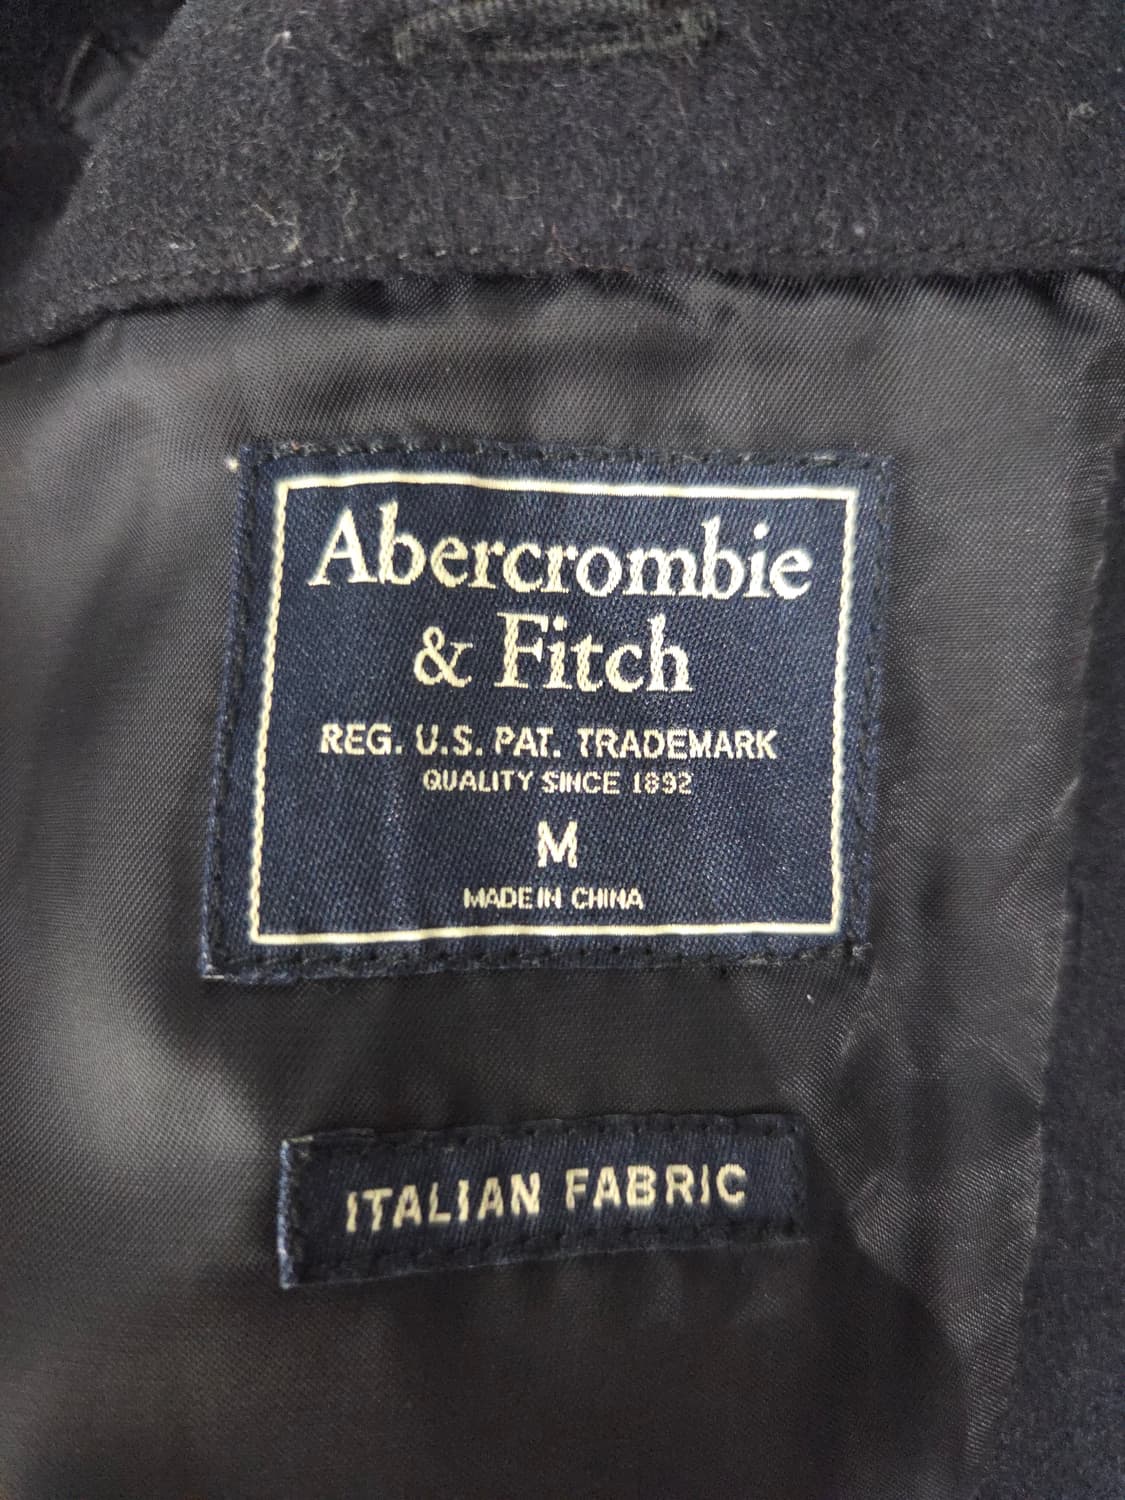 Abercrombie
& Fitch
REG. U.S. PAT. TRADEMARK
QUALITY SINCE 1892
M
MADE IN CHINA
ITALIAN FABRIC